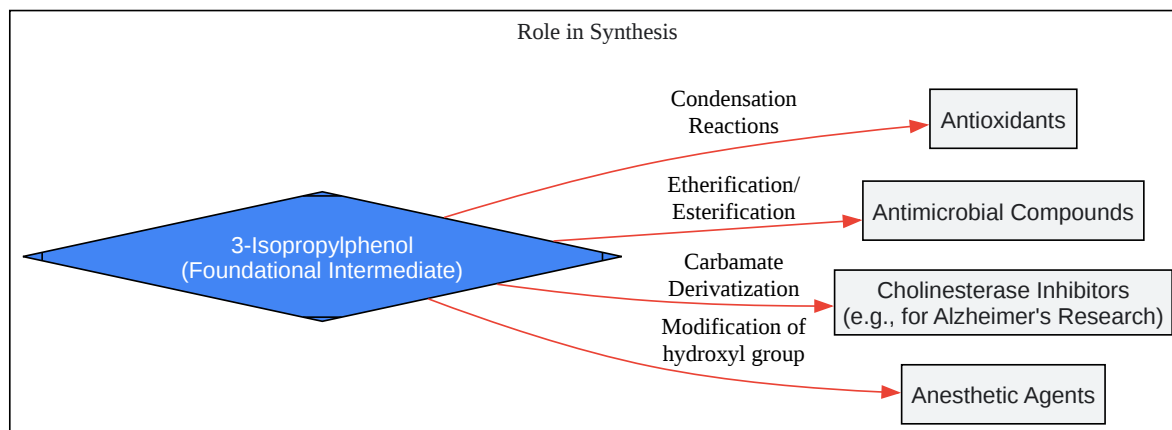 Role in Synthesis
Condensation
Reactions
Antioxidants
Etherification/
Esterification
Antimicrobial Compounds
3-Isopropylphenol
(Foundational Intermediate)
Carbamate
Derivatization
Cholinesterase Inhibitors
(e.g., for Alzheimer's Research)
Modification of
hydroxyl group
Anesthetic Agents